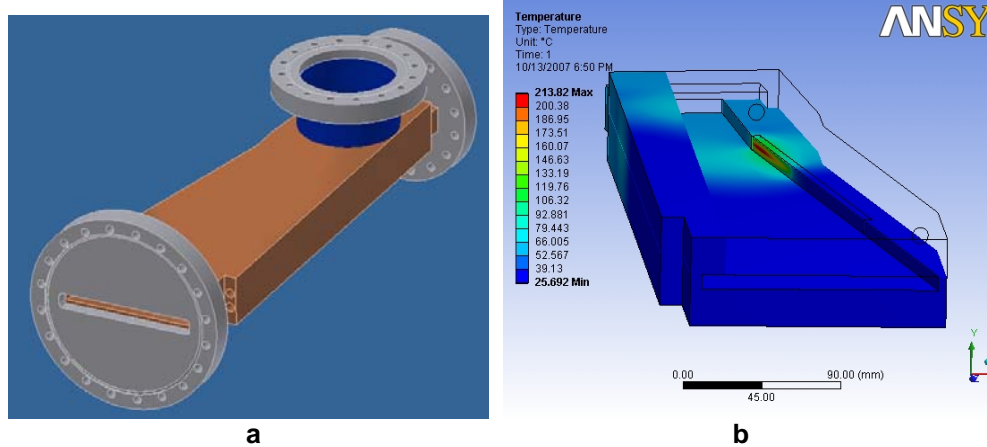 Temperature
Type: Temperature
Unit: °C
Time: 1
10/13/2007 6:50 PM
213.82 Max
200.38
186.95
173.51
160.07
146.63
133.19
119.76
106.32
92.881
79.443
66.005
52.567
39.13
25.692 Min
ANSY
Y
0.00
90.00 (mm)
45.00
a
b